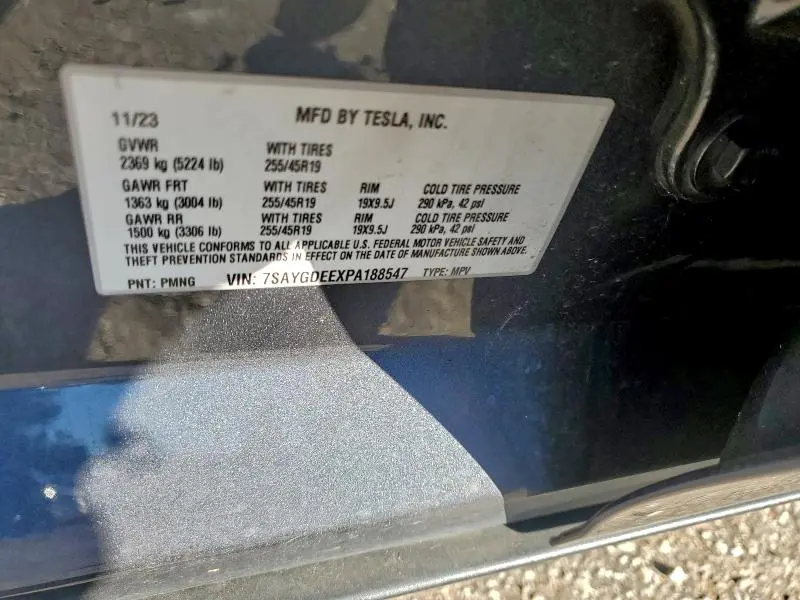 11/23 MFD BY TESLA, INC.
GVWR WITH TIRES
2369 kg (5224 lb) 255/45R19
GAWR FRT WITH TIRES RIM COLD TIRE PRESSURE
1363 kg (3004 lb) 255/45R19 19X9.5J 290 kPa, 42 psi
GAWR RR WITH TIRES RIM COLD TIRE PRESSURE
1500 kg (3306 lb) 255/45R19 19X9.5J 290 kPa, 42 psi
THIS VEHICLE CONFORMS TO ALL APPLICABLE U.S. FEDERAL MOTOR VEHICLE SAFETY AND
THEFT PREVENTION STANDARDS IN EFFECT ON THE DATE OF MANUFACTURE SHOWN ABOVE.
PNT: PMNG VIN: 7SAYGDEEXPA188547 TYPE: MPV